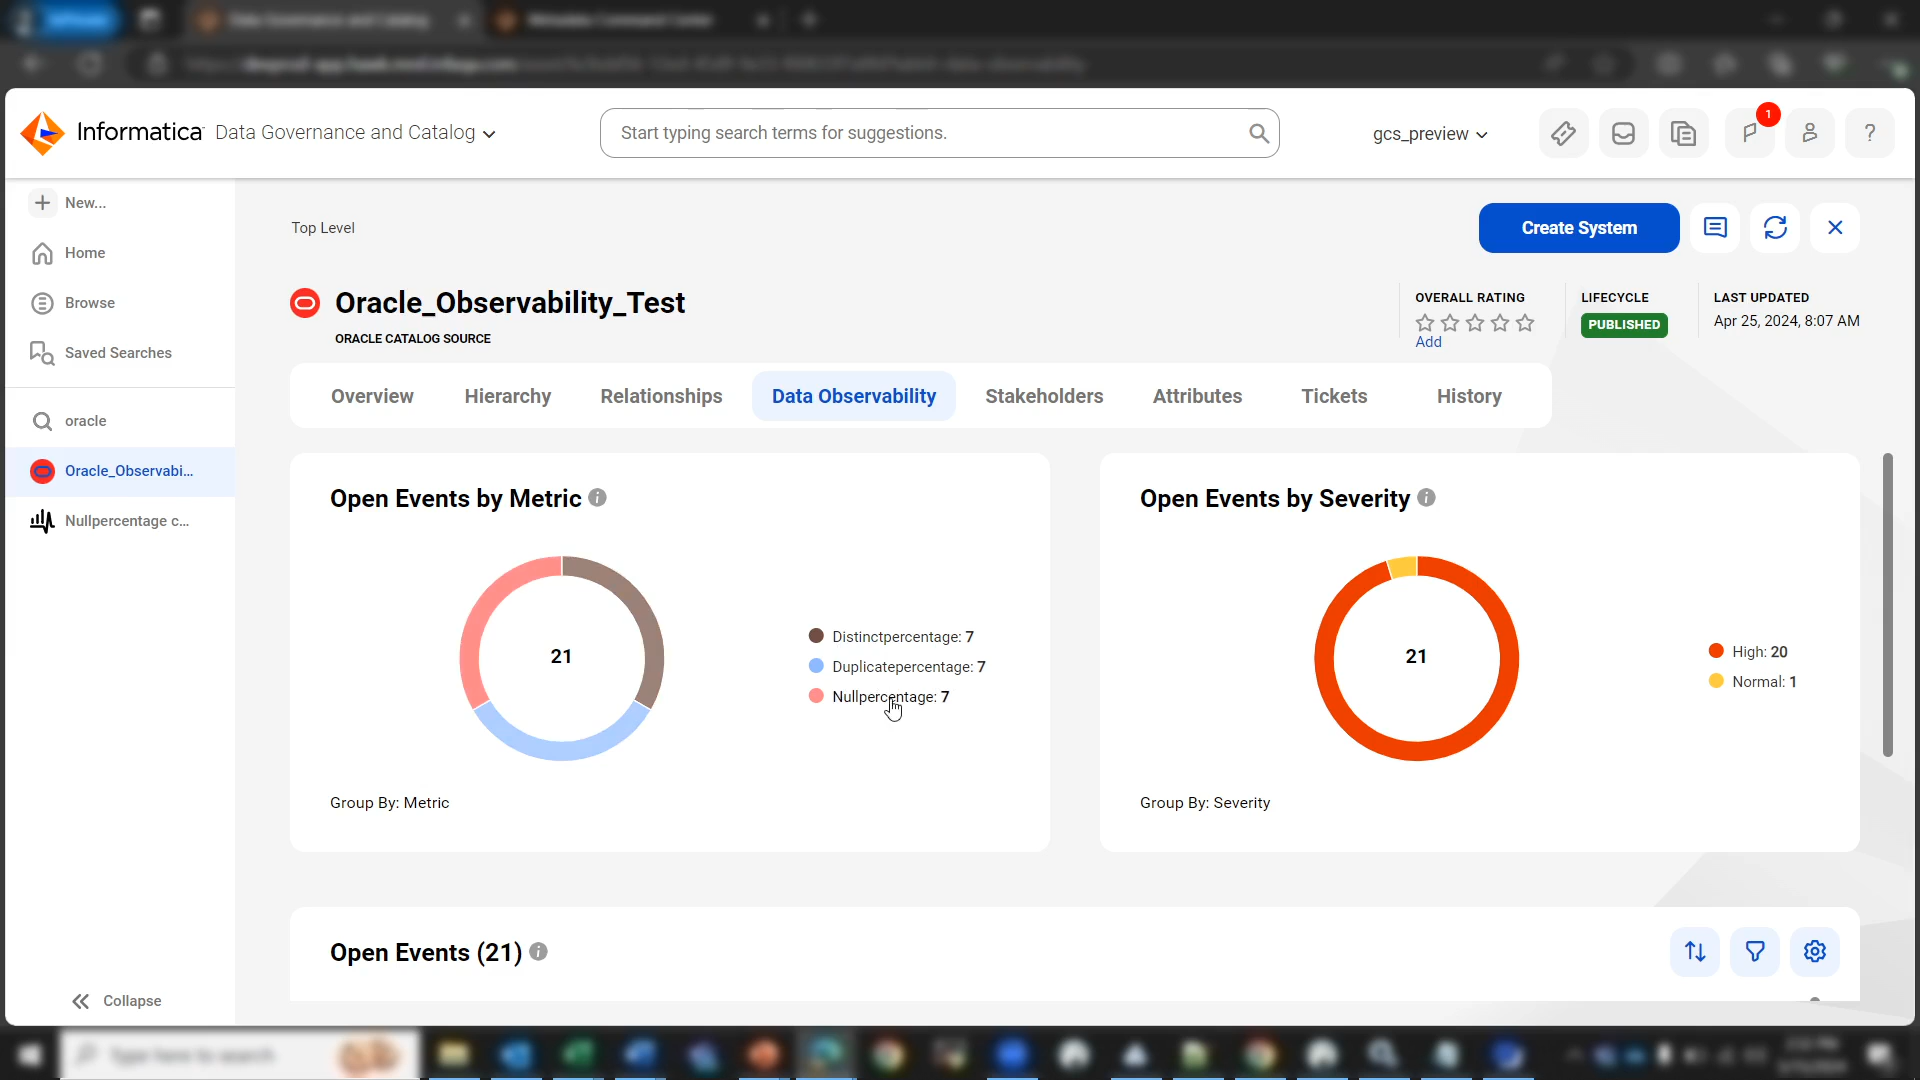 Informatica Data Governance and Catalog
Start typing search terms for suggestions.
gcs_preview
1
?
New...
Home
Browse
Saved Searches
oracle
Oracle_Observabi...
Nullpercentage c...
Collapse
Top Level
Create System
Oracle_Observability_Test
ORACLE CATALOG SOURCE
OVERALL RATING
Add
LIFECYCLE
PUBLISHED
LAST UPDATED
Apr 25, 2024, 8:07 AM
Overview Hierarchy Relationships Data Observability Stakeholders Attributes Tickets History
Open Events by Metric
21
Distinctpercentage: 7
Duplicatepercentage: 7
Nullpercentage: 7
Group By: Metric
Open Events by Severity
21
High: 20
Normal: 1
Group By: Severity
Open Events (21)
Type here to search